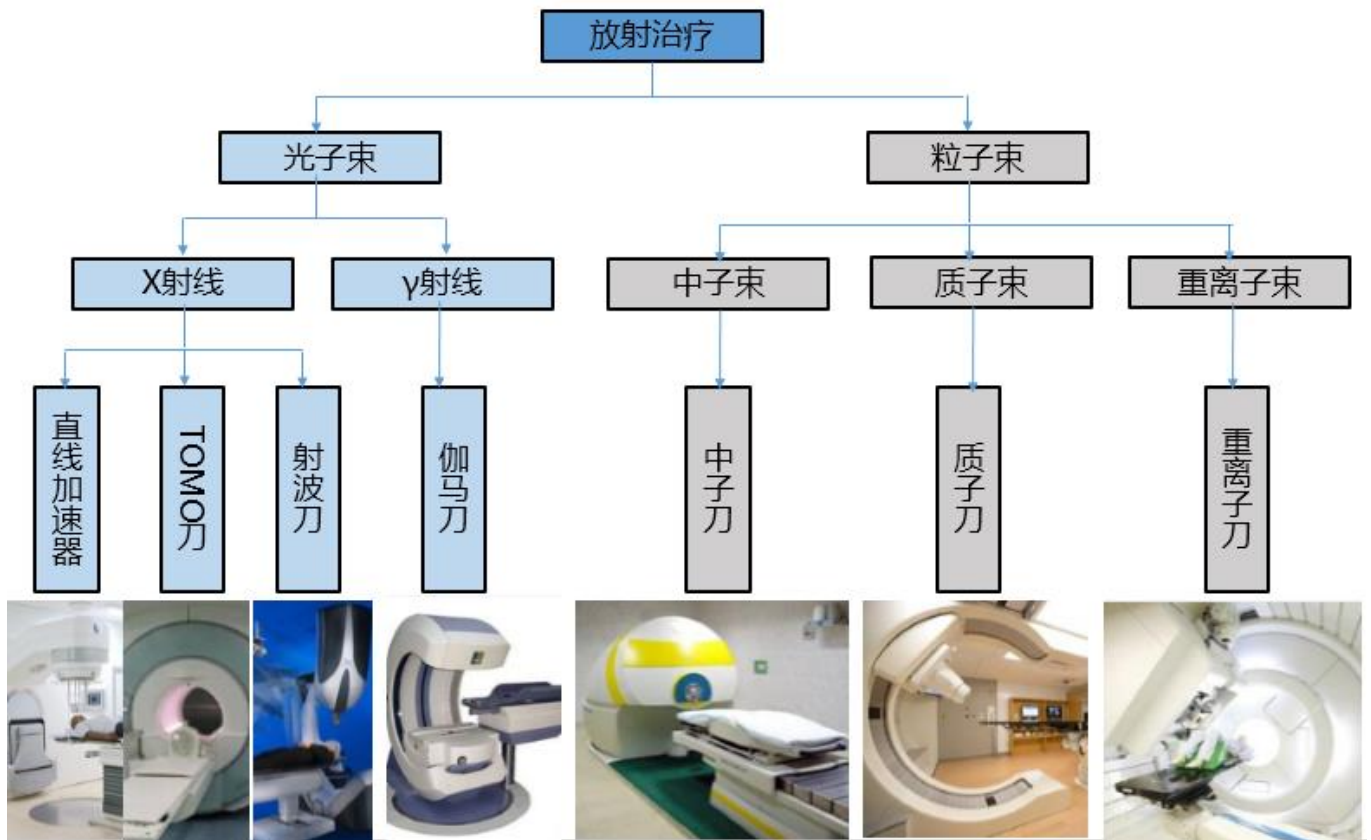 放射治疗
光子束
粒子束
X射线
γ射线
中子束
质子束
重离子束
直线加速器
TOMO刀
射波刀
伽马刀
中子刀
质子刀
重离子刀